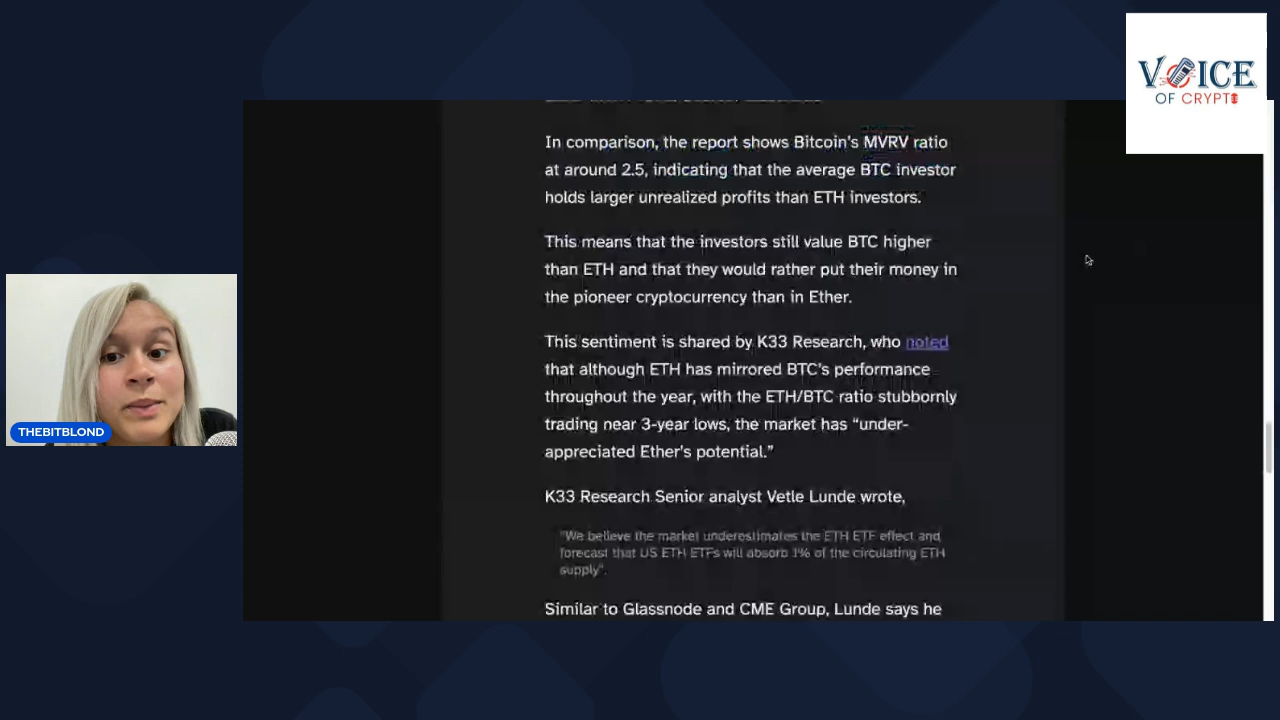 VOICE
OF CRYPTO
In comparison, the report shows Bitcoin's MVRV ratio
at around 2.5, indicating that the average BTC investor
holds larger unrealized profits than ETH investors.
This means that the investors still value BTC higher
than ETH and that they would rather put their money in
the pioneer cryptocurrency than in Ether.
This sentiment is shared by K33 Research, who noted
that although ETH has mirrored BTC's performance
throughout the year, with the ETH/BTC ratio stubbornly
trading near 3-year lows, the market has “under-
appreciated Ether's potential.”
K33 Research Senior analyst Vetle Lunde wrote,
"We believe the market underestimates the ETH ETF effect and
forecast that US ETH ETFs will absorb 1% of the circulating ETH
supply".
Similar to Glassnode and CME Group, Lunde says he
THEBITBLOND